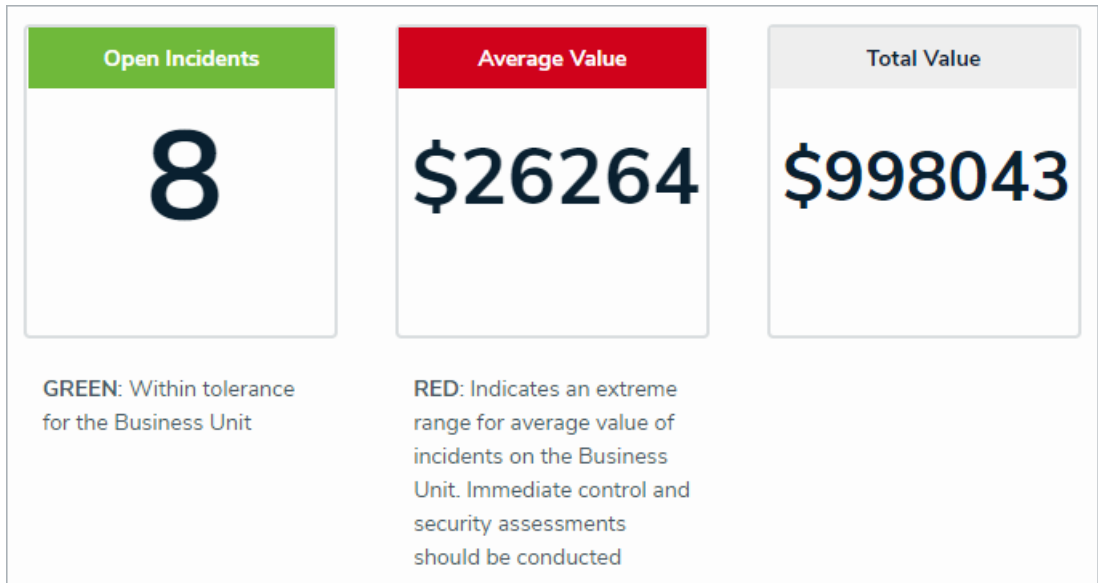 Open Incidents
8
Average Value
$26264
Total Value
$998043
GREEN: Within tolerance
for the Business Unit
RED: Indicates an extreme
range for average value of
incidents on the Business
Unit. Immediate control and
security assessments
should be conducted